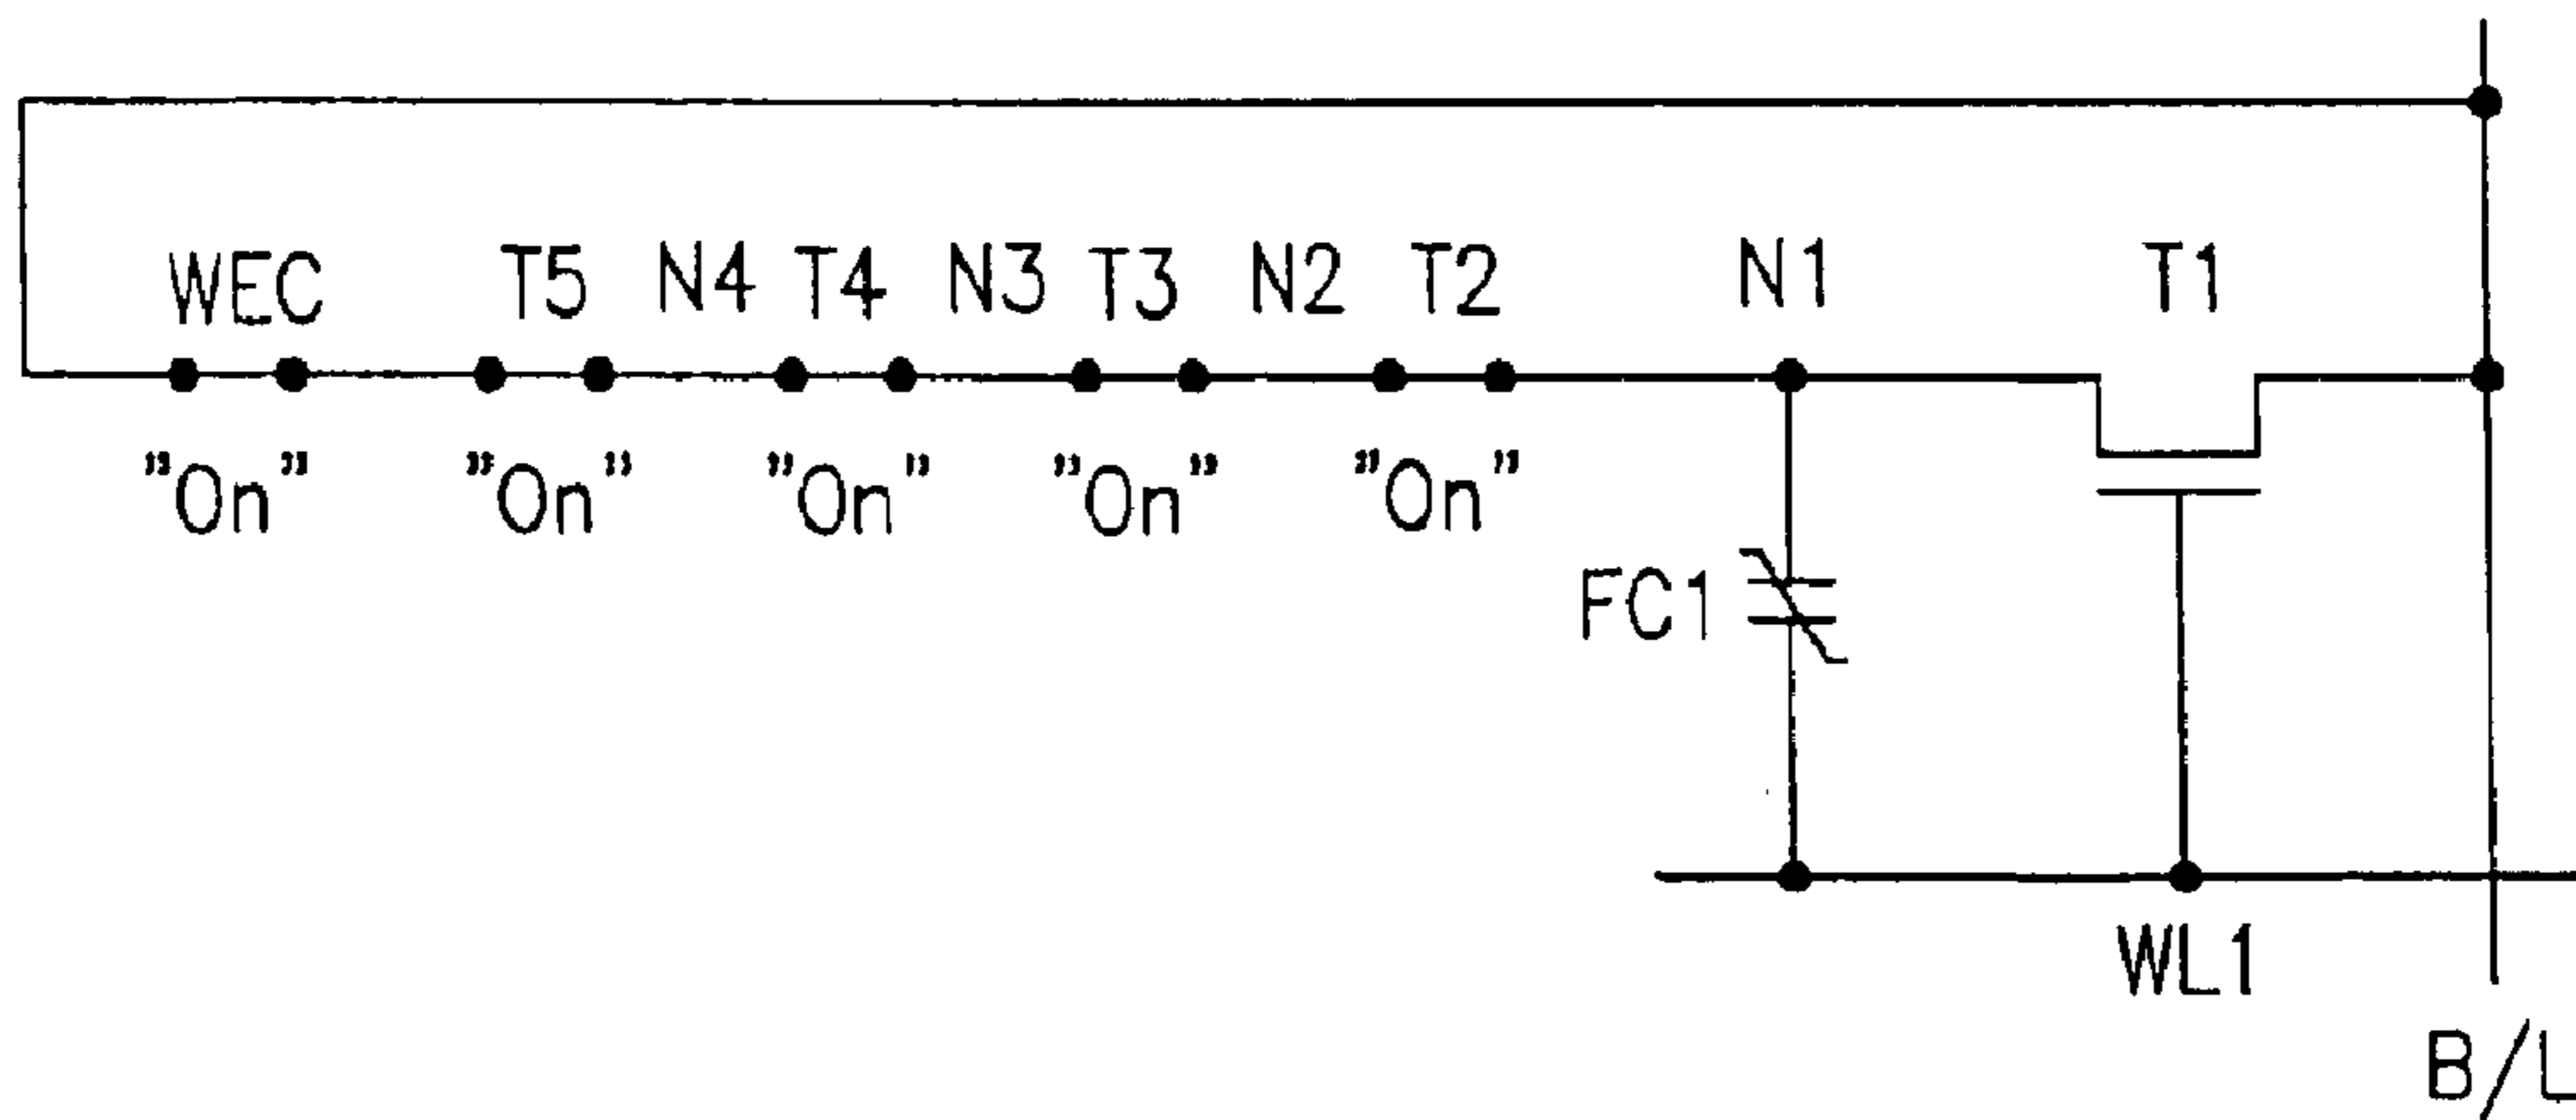 WEC T5 N4 T4 N3 T3 N2 T2 N1 T1
"On" "On" "On" "On" "On"
FC1
WL1
B/L